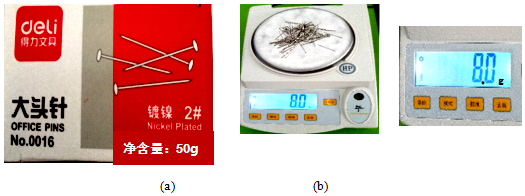 deli
得力文具
大头针
OFFICE PINS
No.0016
镀镍 2#
Nickel Plated
净含量：50g
HP
8.0
8.0 g
(a)
(b)